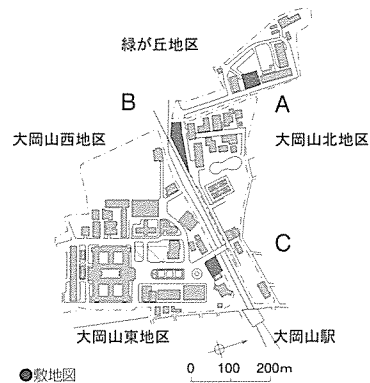 緑が丘地区
B
A
大岡山西地区
大岡山北地区
C
大岡山東地区
大岡山駅
●敷地図
0 100 200m